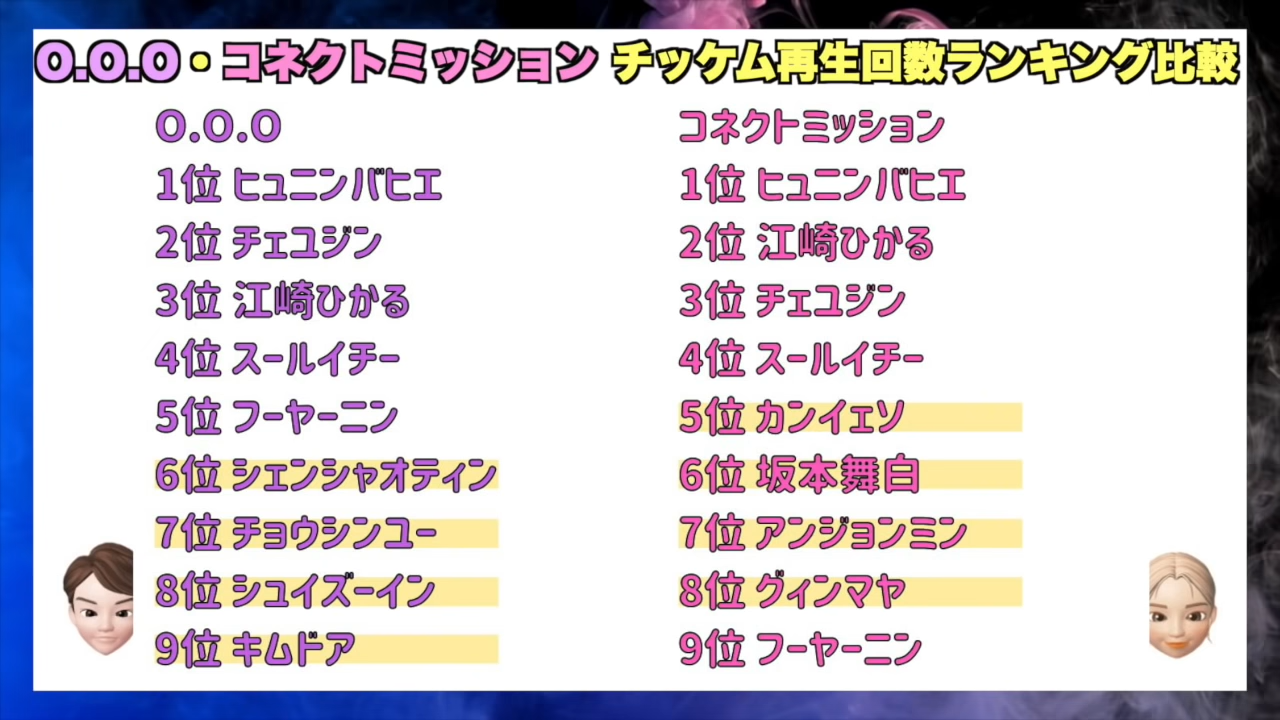 O.O.O・コネクトミッション チッケム再生回数ランキング比較
O.O.O
1位 ヒュニンバヒエ
2位 チェユジン
3位 江崎ひかる
4位 スールイチー
5位 フーヤーニン
6位 シェンシャオティン
7位 チョウシンユー
8位 シュイズーイン
9位 キムドア
コネクトミッション
1位 ヒュニンバヒエ
2位 江崎ひかる
3位 チェユジン
4位 スールイチー
5位 カンイェソ
6位 坂本舞白
7位 アンジョンミン
8位 グィンマヤ
9位 フーヤーニン